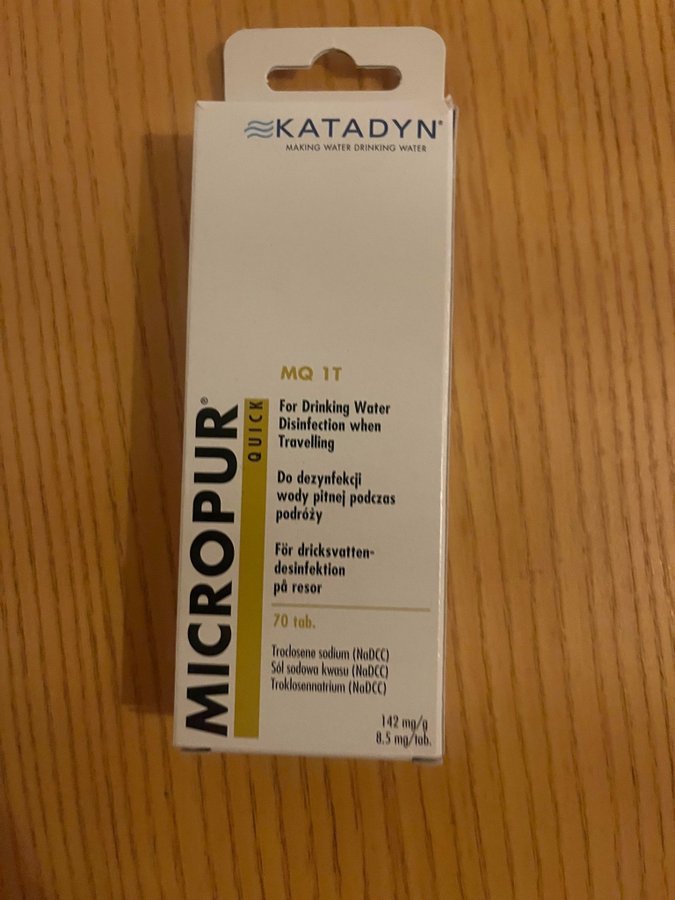 KATADYN®
MAKING WATER DRINKING WATER
MQ 1T
MICROPUR®
QUICK
For Drinking Water
Disinfection when
Travelling
Do dezynfekcji
wody pitnej podczas
podróży
För dricksvatten-
desinfektion
på resor
70 tab.
Troclosene sodium (NaDCC)
Sól sodowa kwasu (NaDCC)
Troklosennatrium (NaDCC)
142 mg/g
8.5 mg/tab.